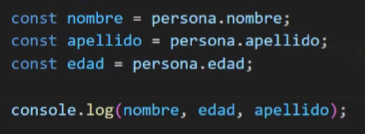 const nombre = persona.nombre;
const apellido = persona.apellido;
const edad = persona.edad;
console.log(nombre, edad, apellido);